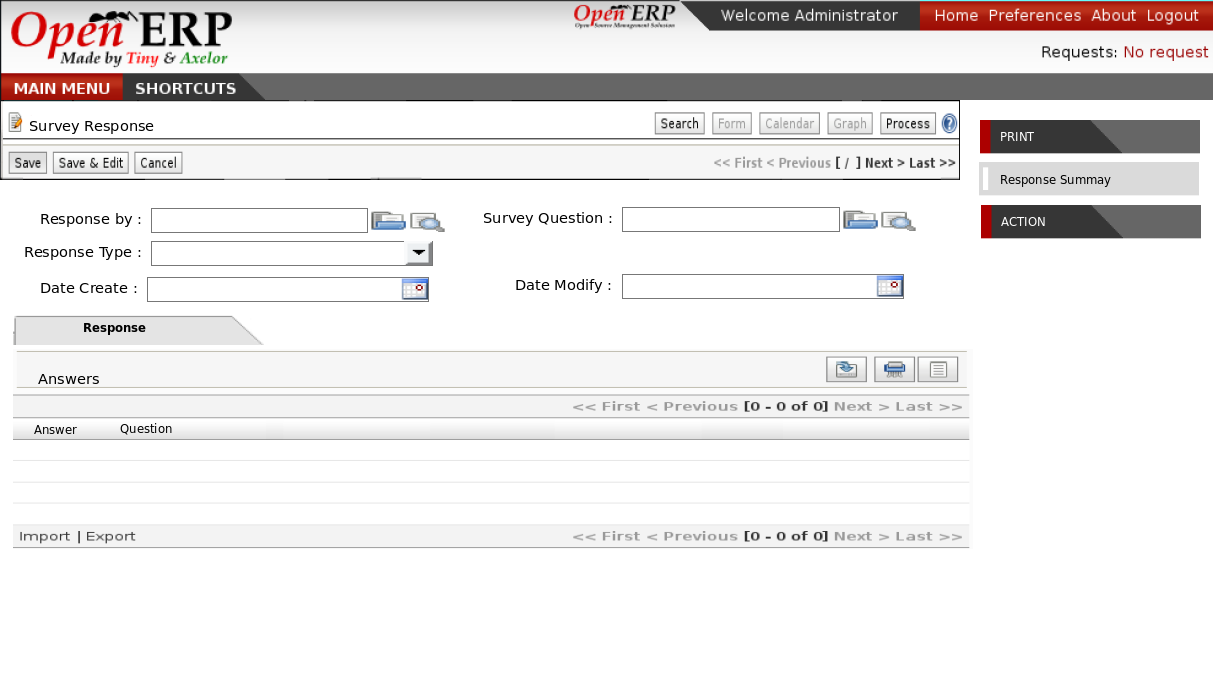 Open ERP
Made by Tiny & Axelor
Open ERP
Open Source Management Solution
Welcome Administrator
Home Preferences About Logout
Requests: No request
MAIN MENU SHORTCUTS
Survey Response
Search Form Calendar Graph Process ?
Save Save & Edit Cancel
<< First < Previous [ / ] Next > Last >>
PRINT
Response Summay
ACTION
Response by :
Survey Question :
Response Type :
Date Create :
Date Modify :
Response
Answers
<< First < Previous [0 - 0 of 0] Next > Last >>
Answer Question
Import | Export
<< First < Previous [0 - 0 of 0] Next > Last >>